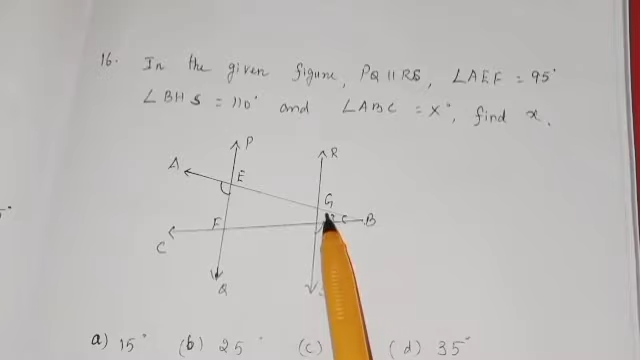 16. In the given figure, PQ || RS, ∠AEF = 95°
∠BHS = 110° and ∠ABC = X°, find x.
P
R
A
E
G
F
B
C
Q
a) 15° (b) 25° (c) (d) 35°